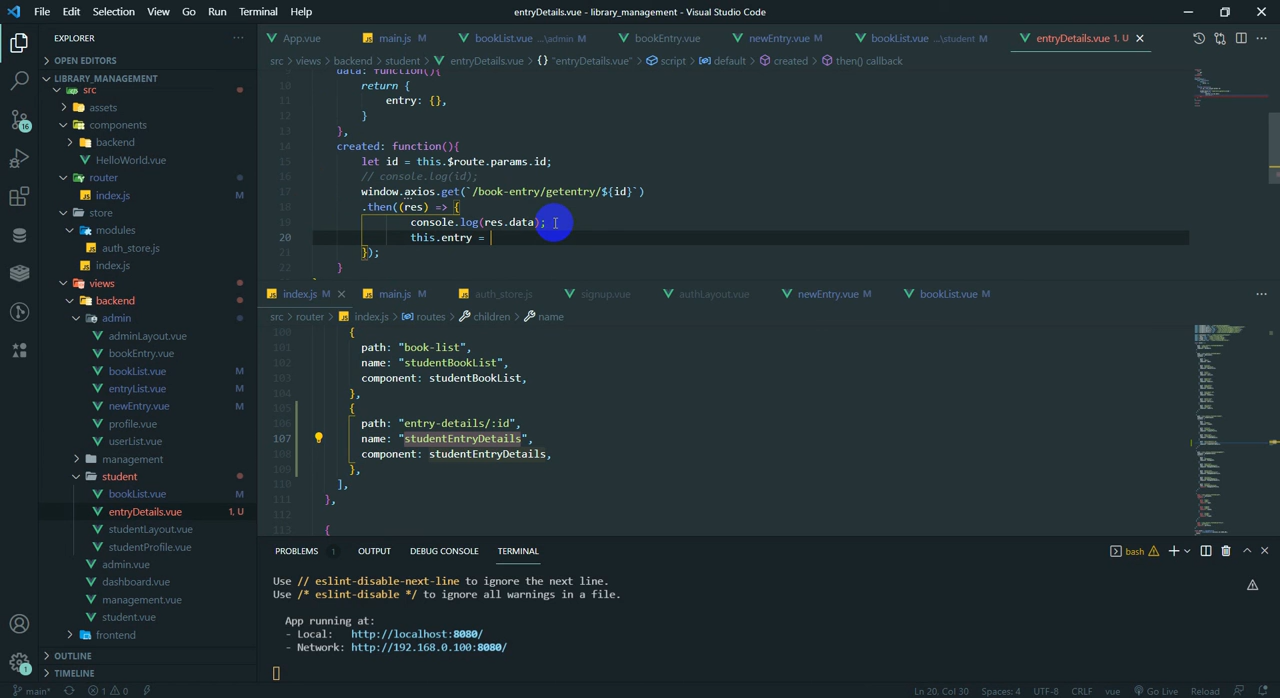 File Edit Selection View Go Run Terminal Help
entryDetails.vue - library_management - Visual Studio Code
EXPLORER
OPEN EDITORS
LIBRARY_MANAGEMENT
src
assets
components
backend
HelloWorld.vue
router
index.js M
store
modules
auth_store.js
index.js
views
backend
admin
adminLayout.vue
bookEntry.vue
bookList.vue M
entryList.vue M
newEntry.vue M
profile.vue
userList.vue
management
student
bookList.vue M
entryDetails.vue 1, U
studentLayout.vue
studentProfile.vue
admin.vue
dashboard.vue
management.vue
student.vue
frontend
OUTLINE
TIMELINE
16
1
App.vue main.js M bookList.vue ...\admin M bookEntry.vue newEntry.vue M bookList.vue ...\student M entryDetails.vue 1, U
src > views > backend > student > entryDetails.vue > {} "entryDetails.vue" > script > default > created > then() callback
data: function(){
10 return {
11 entry: {},
12 }
13 },
14 created: function(){
15 let id = this.$route.params.id;
16 // console.log(id);
17 window.axios.get(`/book-entry/getentry/${id}`)
18 .then((res) => {
19 console.log(res.data);
20 this.entry =
21 });
22 }
index.js M main.js M auth_store.js signup.vue authLayout.vue newEntry.vue M bookList.vue M
src > router > index.js > routes > children > name
100 {
101 path: "book-list",
102 name: "studentBookList",
103 component: studentBookList,
104 },
105 {
106 path: "entry-details/:id",
107 name: "studentEntryDetails",
108 component: studentEntryDetails,
109 },
110 ],
111 },
112
113 {
PROBLEMS 1 OUTPUT DEBUG CONSOLE TERMINAL
bash
Use // eslint-disable-next-line to ignore the next line.
Use /* eslint-disable */ to ignore all warnings in a file.
App running at:
- Local: http://localhost:8080/
- Network: http://192.168.0.100:8080/
main* 1 0 Ln 20, Col 30 Spaces: 4 UTF-8 CRLF vue Go Live Reload